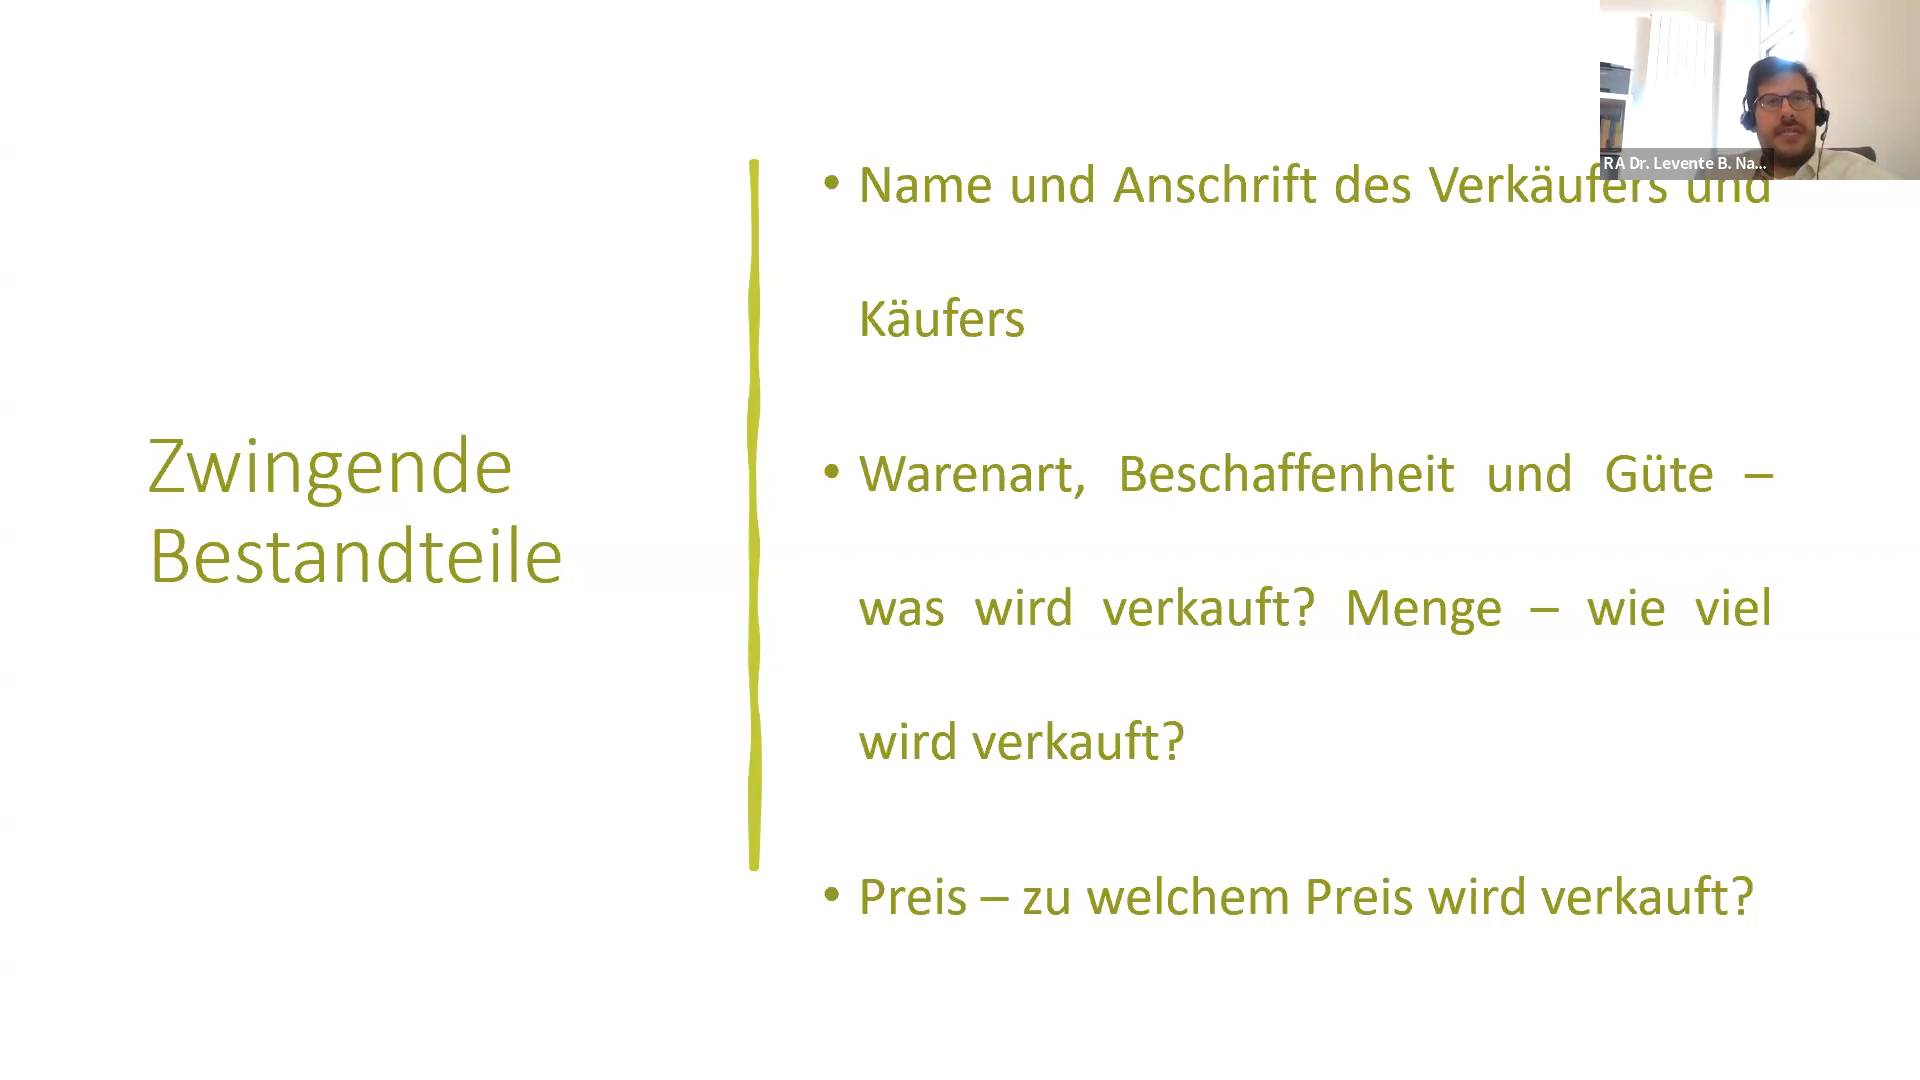 RA Dr. Levente B. Na...
Zwingende
Bestandteile
• Name und Anschrift des Verkäufers und
Käufers
• Warenart, Beschaffenheit und Güte –
was wird verkauft? Menge – wie viel
wird verkauft?
• Preis – zu welchem Preis wird verkauft?